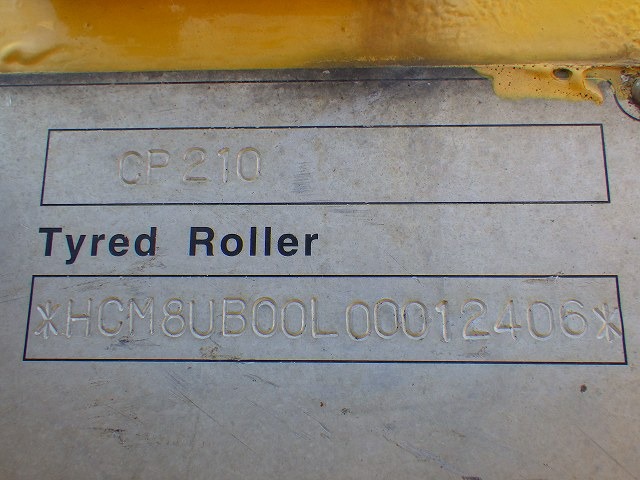 CP210
Tyred Roller
*HCM8UB00L00012406*